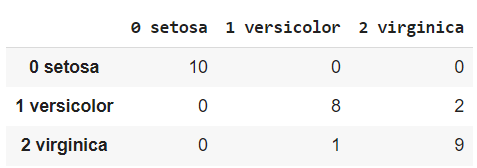 0 setosa 1 versicolor 2 virginica
0 setosa 10 0 0
1 versicolor 0 8 2
2 virginica 0 1 9